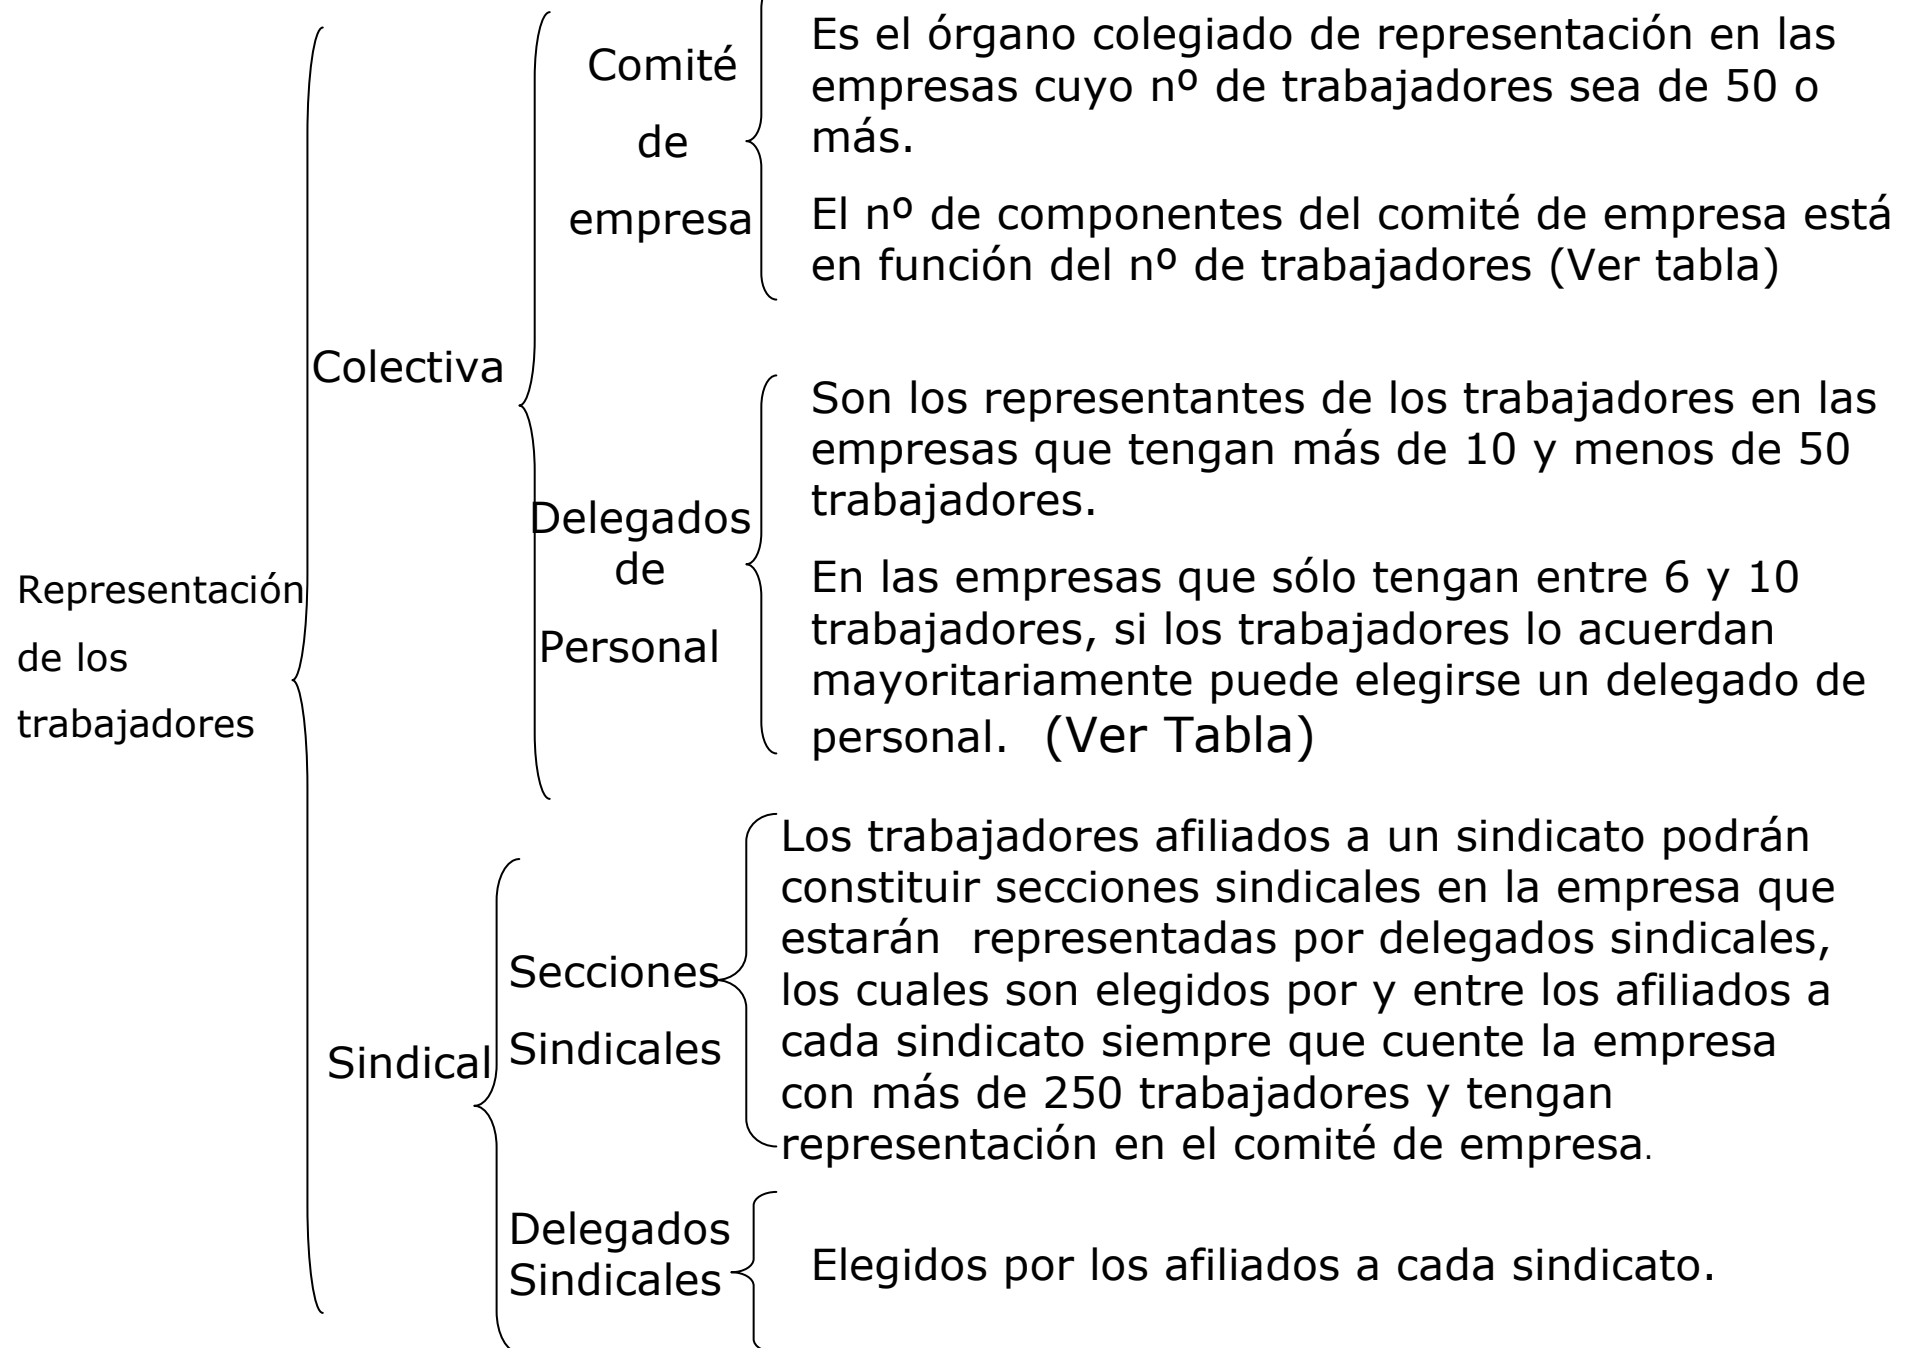 Representación
de los
trabajadores
Colectiva
Comité
de
empresa
Es el órgano colegiado de representación en las
empresas cuyo nº de trabajadores sea de 50 o
más.
El nº de componentes del comité de empresa está
en función del nº de trabajadores (Ver tabla)
Delegados
de
Personal
Son los representantes de los trabajadores en las
empresas que tengan más de 10 y menos de 50
trabajadores.
En las empresas que sólo tengan entre 6 y 10
trabajadores, si los trabajadores lo acuerdan
mayoritariamente puede elegirse un delegado de
personal. (Ver Tabla)
Sindical
Secciones
Sindicales
Los trabajadores afiliados a un sindicato podrán
constituir secciones sindicales en la empresa que
estarán representadas por delegados sindicales,
los cuales son elegidos por y entre los afiliados a
cada sindicato siempre que cuente la empresa
con más de 250 trabajadores y tengan
representación en el comité de empresa.
Delegados
Sindicales
Elegidos por los afiliados a cada sindicato.